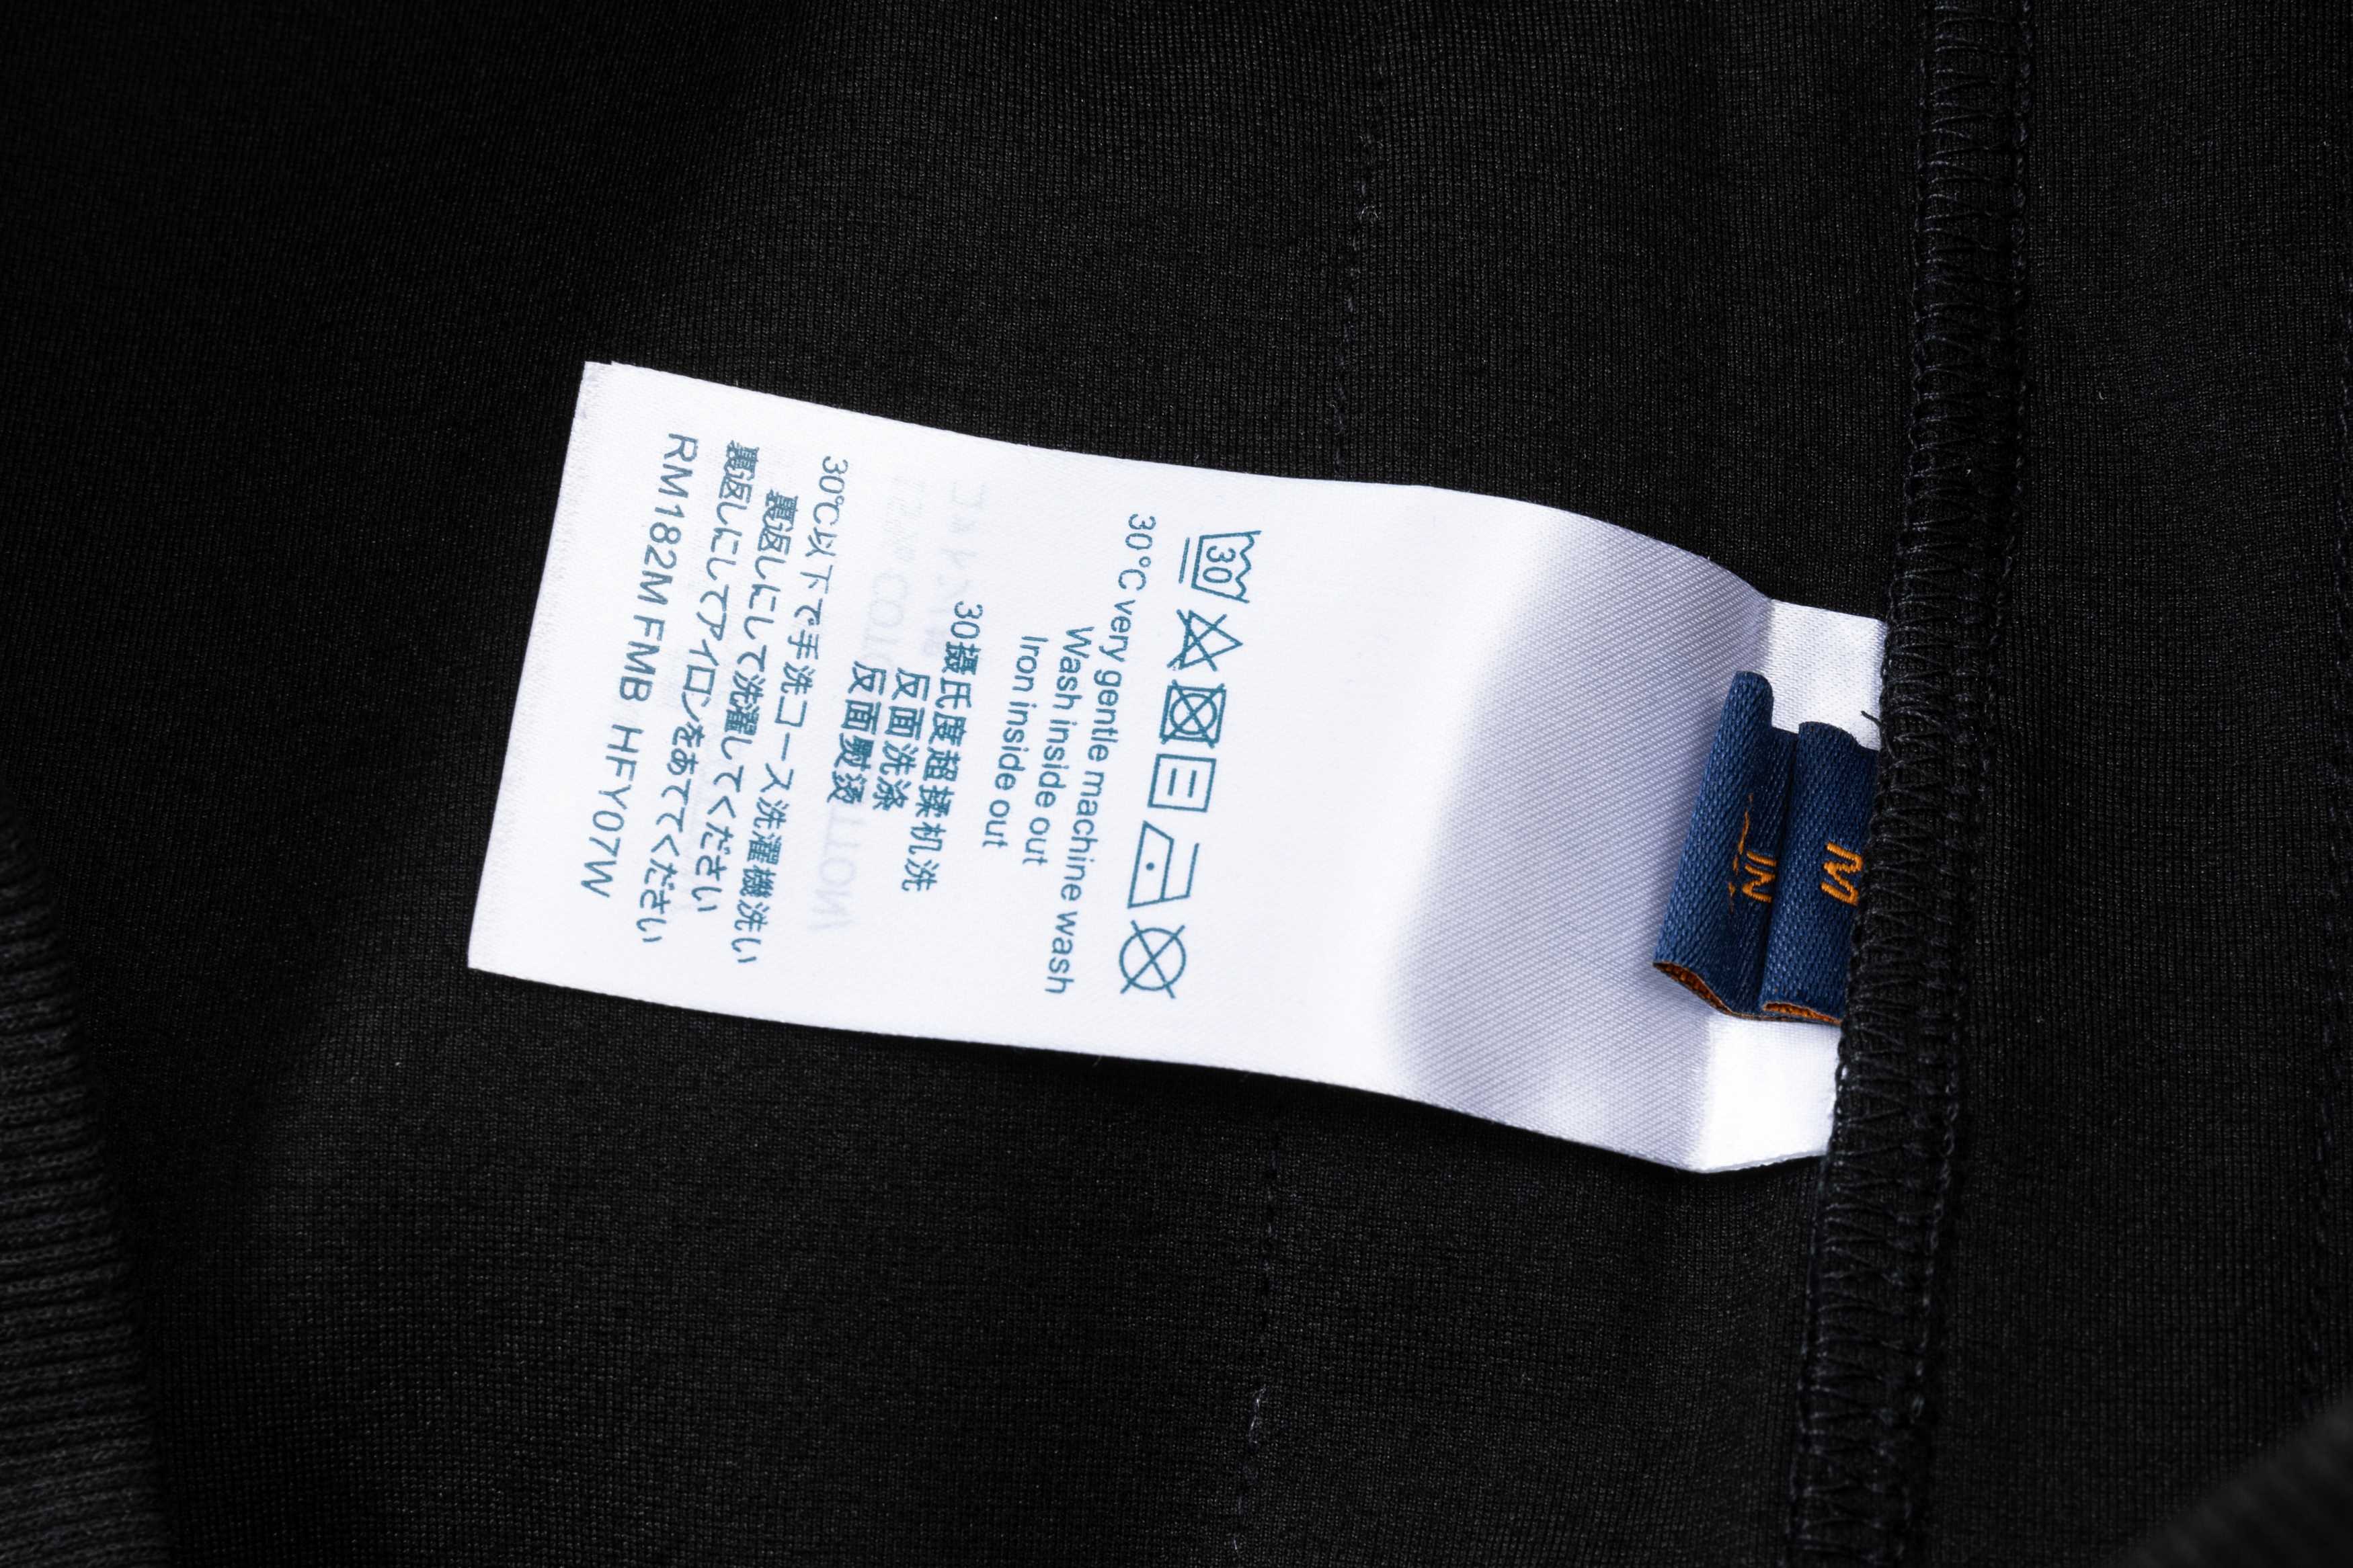 30
30°C very gentle machine wash
Wash inside out
Iron inside out
30摄氏度超揉机洗
反面洗涤
反面熨烫
30℃以下で手洗コース洗濯機洗い
裏返しにして洗濯してください
裏返しにしてアイロンをあててください
RM182M FMB HFY07W
M